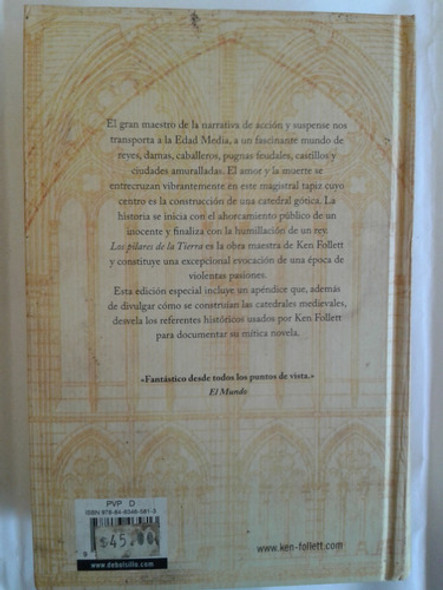 El gran maestro de la narrativa de acción y suspense nos
transporta a la Edad Media, a un fascinante mundo de
reyes, damas, caballeros, pugnas feudales, castillos y
ciudades amuralladas. El amor y la muerte se
entrecruzan vibrantemente en este magistral tapiz cuyo
centro es la construcción de una catedral gótica. La
historia se inicia con el ahorcamiento público de un
inocente y finaliza con la humillación de un rey.
Los pilares de la Tierra es la obra maestra de Ken Follett
y constituye una excepcional evocación de una época de
violentas pasiones.
Esta edición especial incluye un apéndice que, además
de divulgar cómo se construían las catedrales medievales,
desvela los referentes históricos usados por Ken Follett
para documentar su mítica novela.
«Fantástico desde todos los puntos de vista.»
El Mundo
PVP D
ISBN 978-84-8346-081-3
9
$45.00
www.debolsillo.com
www.ken-follett.com